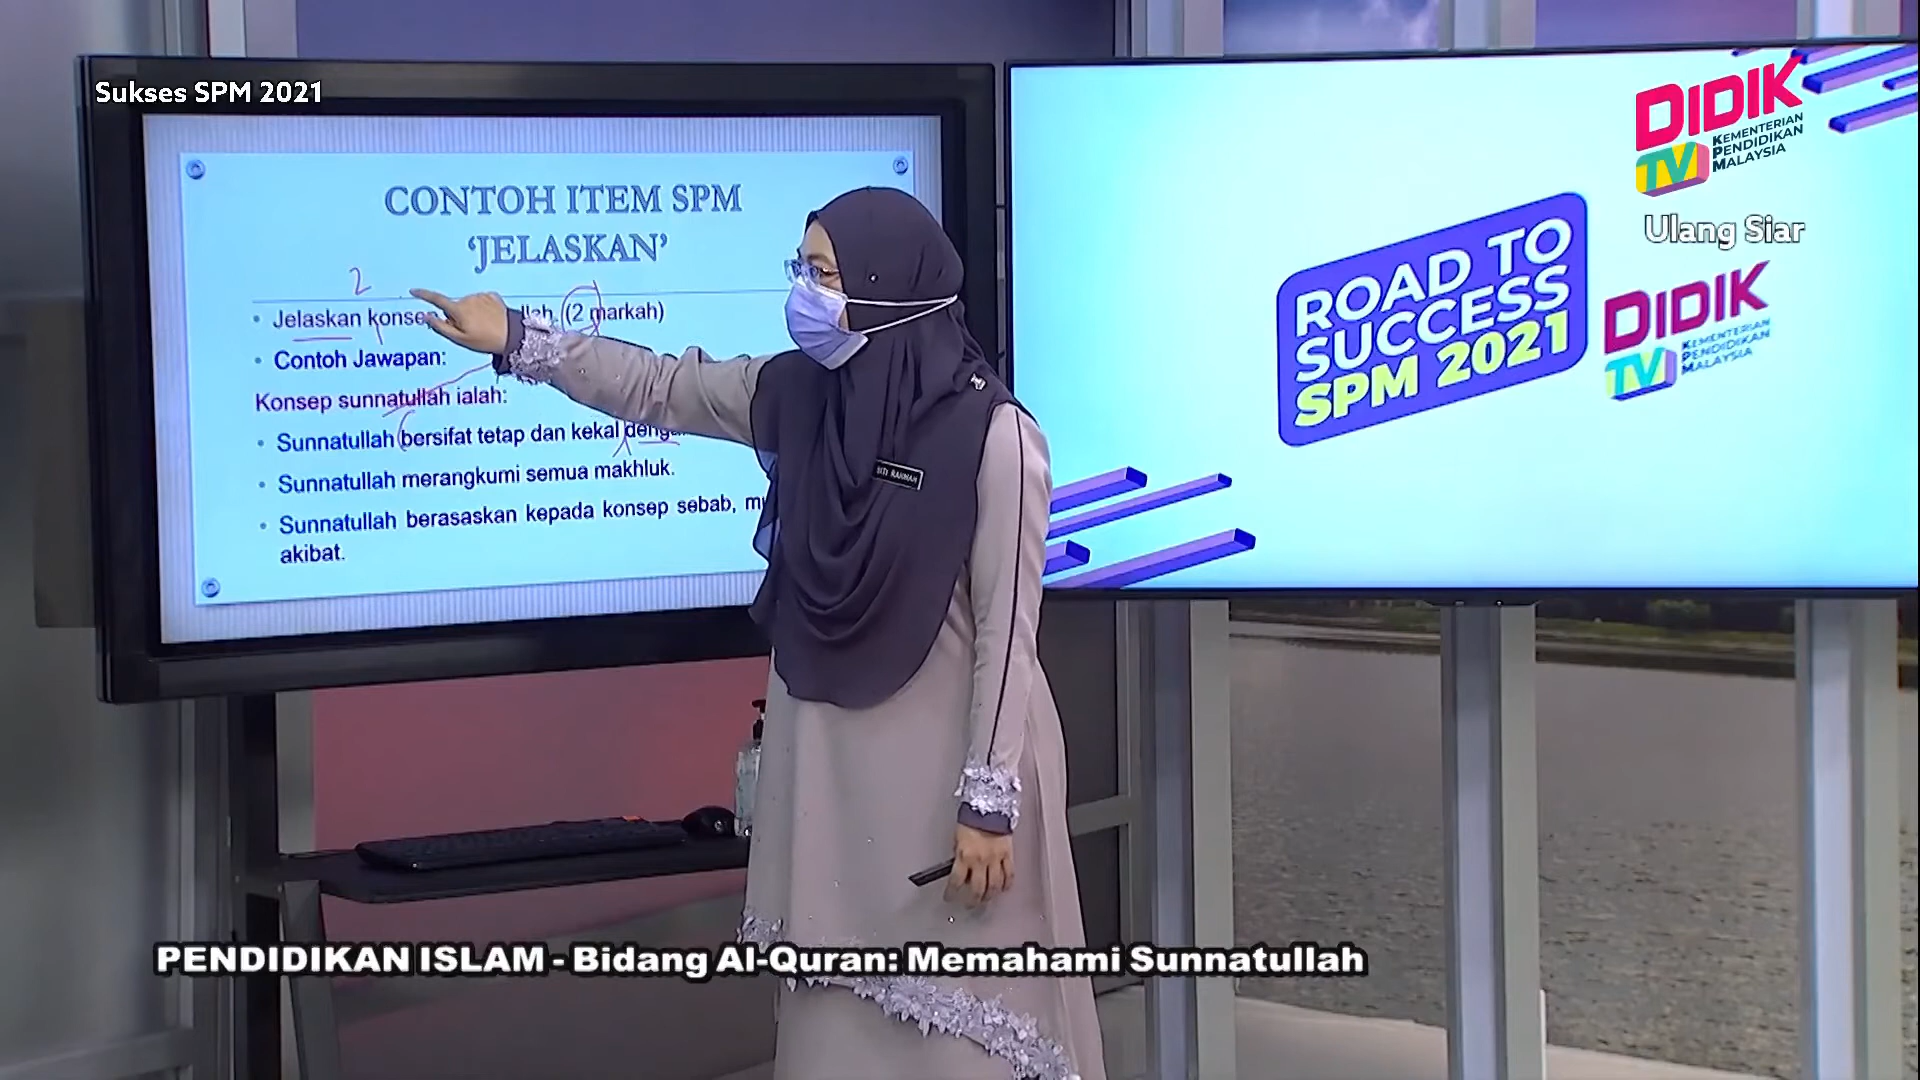 Sukses SPM 2021
CONTOH ITEM SPM
‘JELASKAN’
2
• Jelaskan (2 markah)
• Contoh Jawapan:
Konsep sunnatullah ialah:
• Sunnatullah bersifat tetap dan kekal
• Sunnatullah merangkumi semua makhluk.
• Sunnatullah berasaskan kepada konsep sebab,
akibat.
ROAD TO
SUCCESS
SPM 2021
DIDIK
TV
KEMENTERIAN
PENDIDIKAN
MALAYSIA
DIDIK
TV
KEMENTERIAN
PENDIDIKAN
MALAYSIA
Ulang Siar
SITI RAHMAH
PENDIDIKAN ISLAM - Bidang Al-Quran: Memahami Sunnatullah